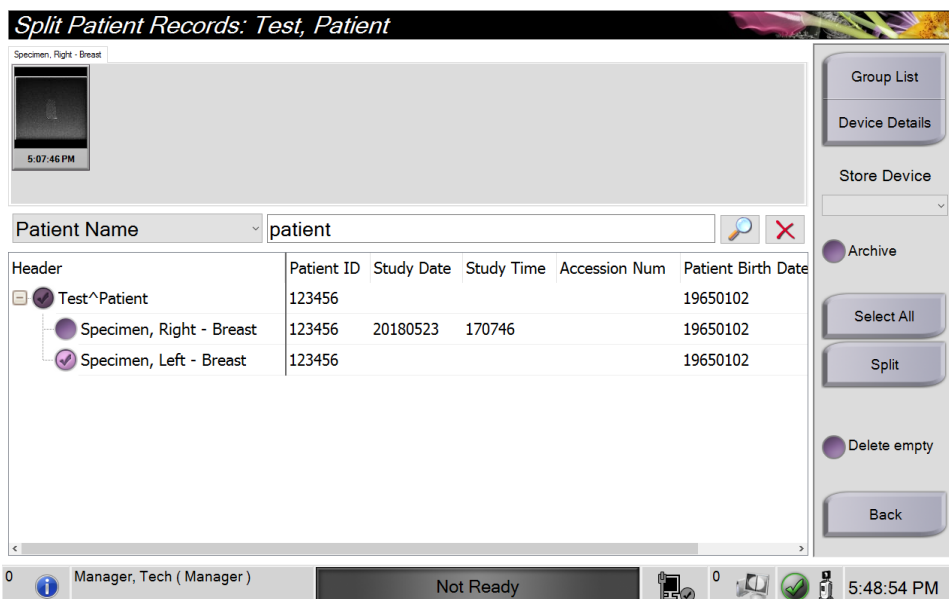 Split Patient Records: Test, Patient
Specimen, Right - Breast
5:07:46 PM
Group List
Device Details
Store Device
Patient Name patient
Archive
Header Patient ID Study Date Study Time Accession Num Patient Birth Date
Test^Patient 123456 19650102
Specimen, Right - Breast 123456 20180523 170746 19650102
Specimen, Left - Breast 123456 19650102
Select All
Split
Delete empty
Back
0 Manager, Tech ( Manager ) Not Ready 0 5:48:54 PM